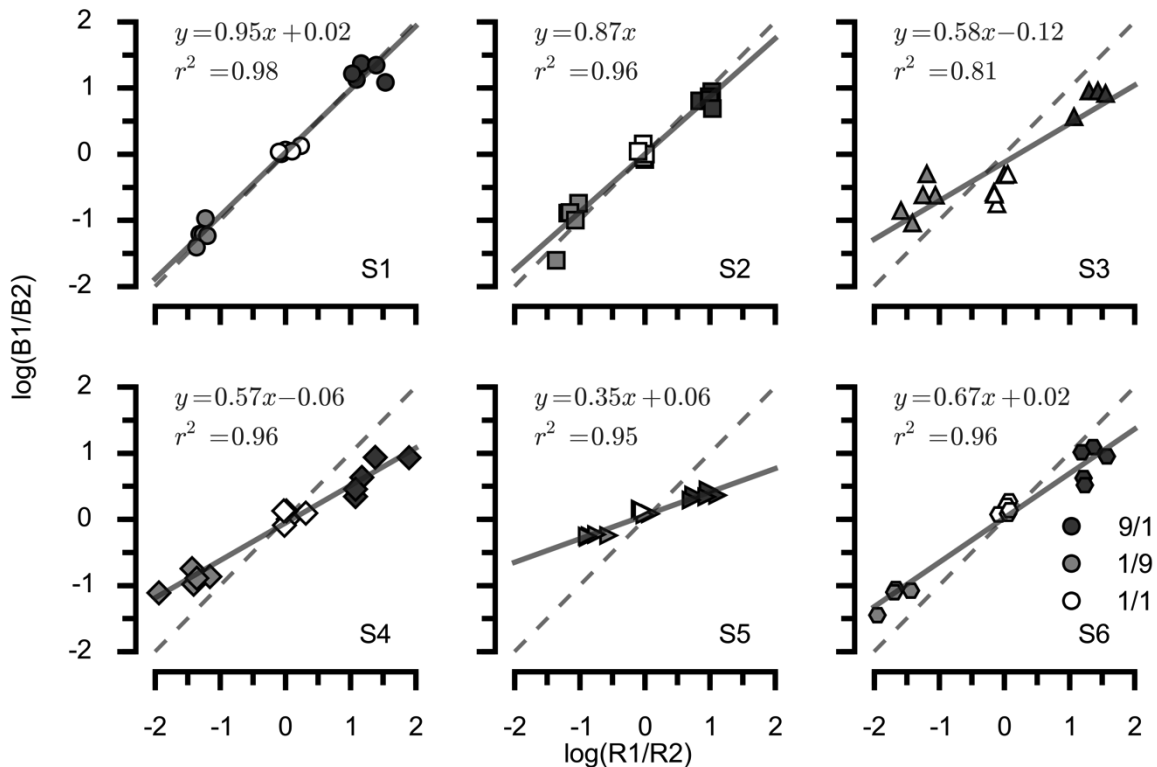 y=0.95x+0.02
r² =0.98
S1
y=0.87x
r² =0.96
S2
y=0.58x−0.12
r² =0.81
S3
2
1
0
-1
-2
log(B1/B2)
y=0.57x−0.06
r² =0.96
S4
y=0.35x+0.06
r² =0.95
S5
y=0.67x+0.02
r² =0.96
9/1
1/9
1/1
S6
2
1
0
-1
-2
-2 -1 0 1 2
-2 -1 0 1 2
-2 -1 0 1 2
log(R1/R2)